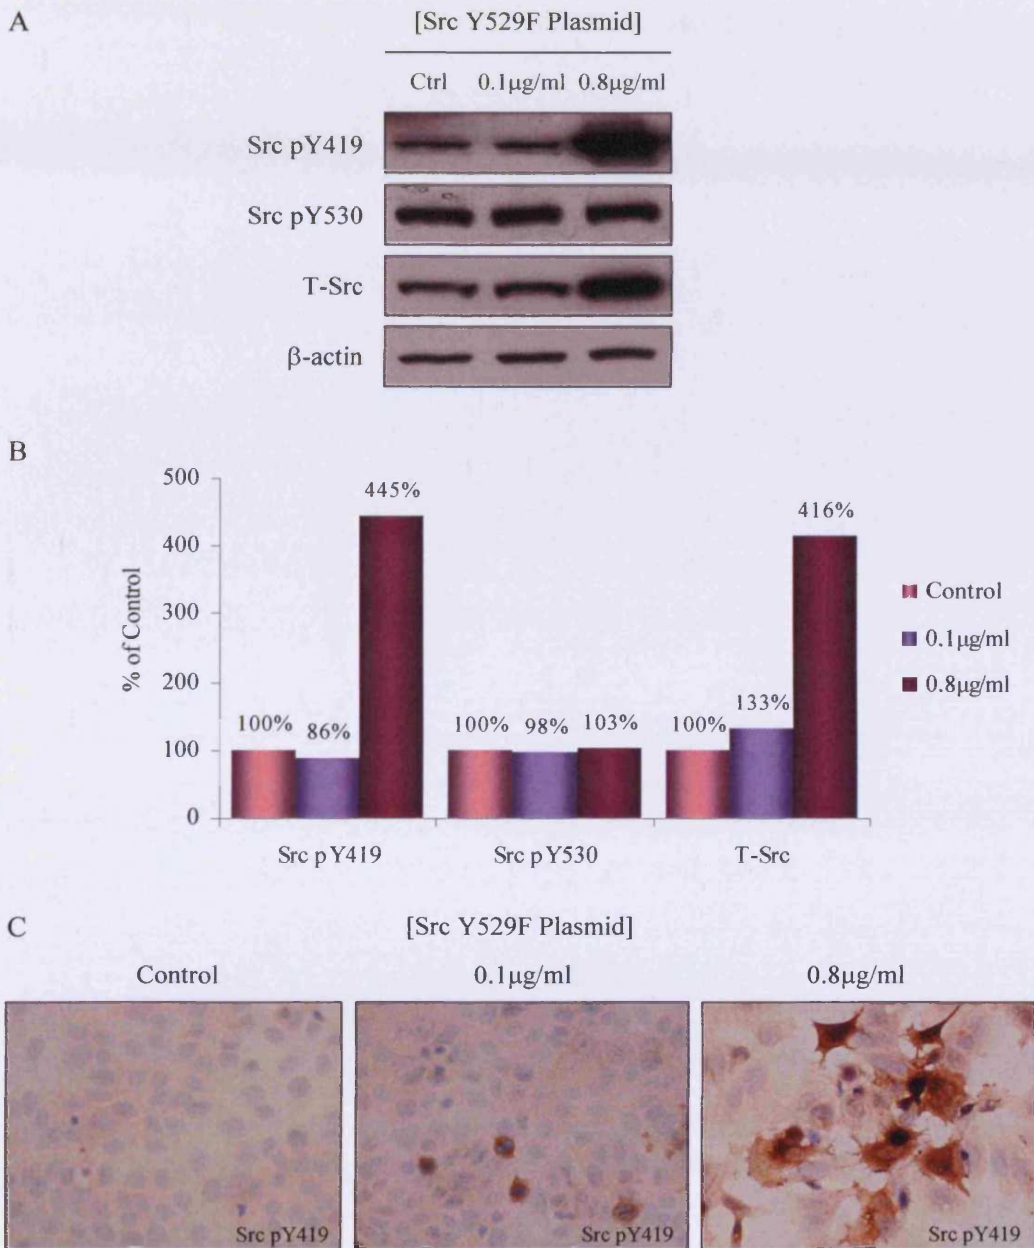 A
[Src Y529F Plasmid]
Ctrl 0.1µg/ml 0.8µg/ml
Src pY419
Src pY530
T-Src
β-actin
B
% of Control
500
400
300
200
100
0
100% 86% 445%
100% 98% 103%
100% 133% 416%
Src pY419 Src pY530 T-Src
Control
0.1µg/ml
0.8µg/ml
C
[Src Y529F Plasmid]
Control 0.1µg/ml 0.8µg/ml
Src pY419 Src pY419 Src pY419